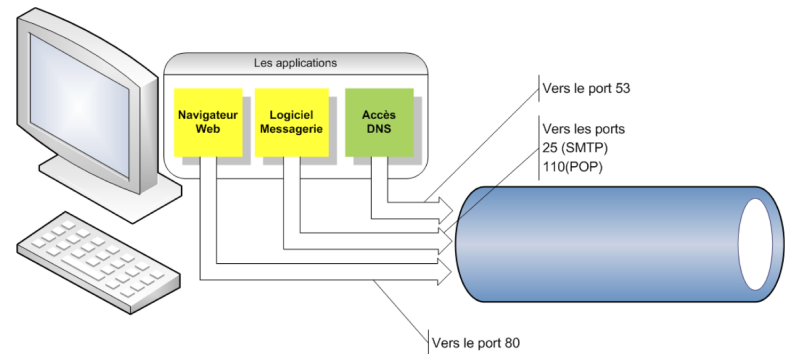 Les applications
Navigateur
Web
Logiciel
Messagerie
Accès
DNS
Vers le port 53
Vers les ports
25 (SMTP)
110(POP)
Vers le port 80